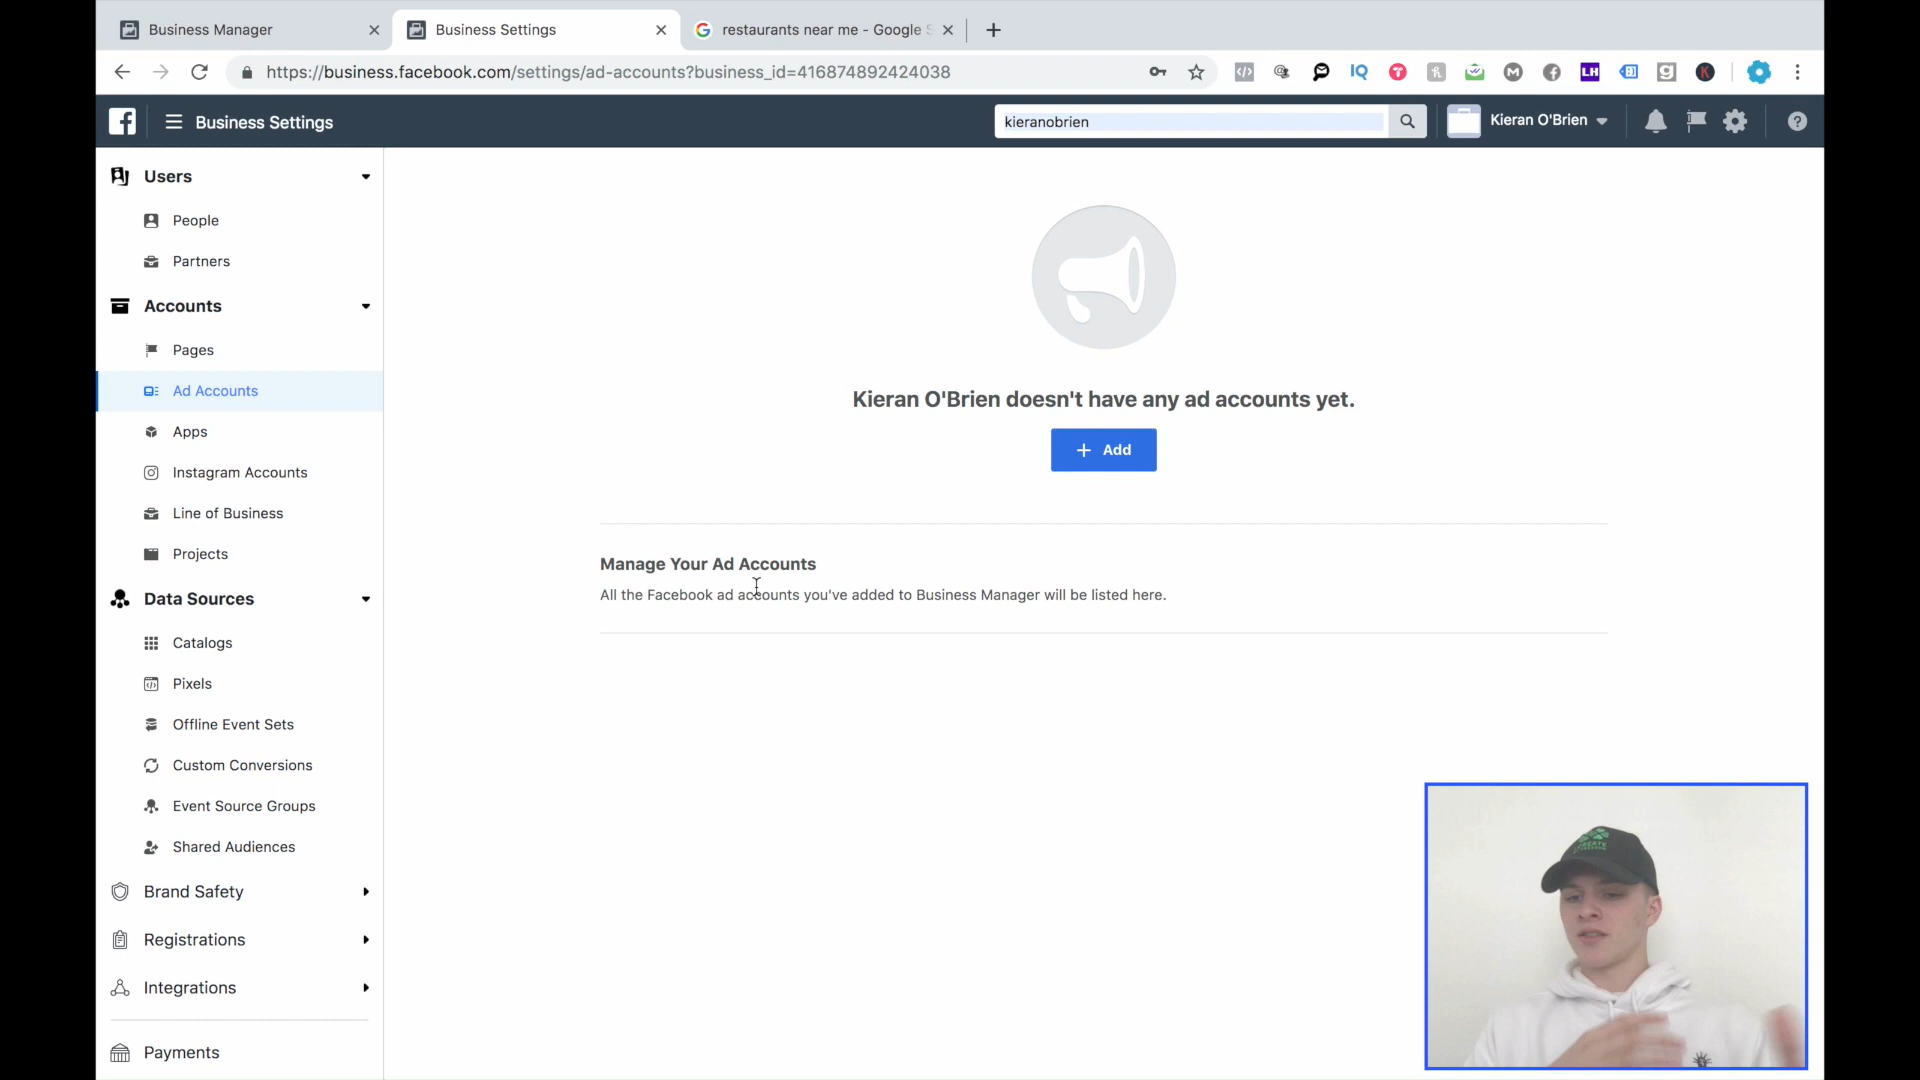 Business Manager
Business Settings
restaurants near me - Google
https://business.facebook.com/settings/ad-accounts?business_id=416874892424038
Business Settings
kieranobrien
Kieran O'Brien
Users
People
Partners
Accounts
Pages
Ad Accounts
Apps
Instagram Accounts
Line of Business
Projects
Data Sources
Catalogs
Pixels
Offline Event Sets
Custom Conversions
Event Source Groups
Shared Audiences
Brand Safety
Registrations
Integrations
Payments
Kieran O'Brien doesn't have any ad accounts yet.
+ Add
Manage Your Ad Accounts
All the Facebook ad accounts you've added to Business Manager will be listed here.